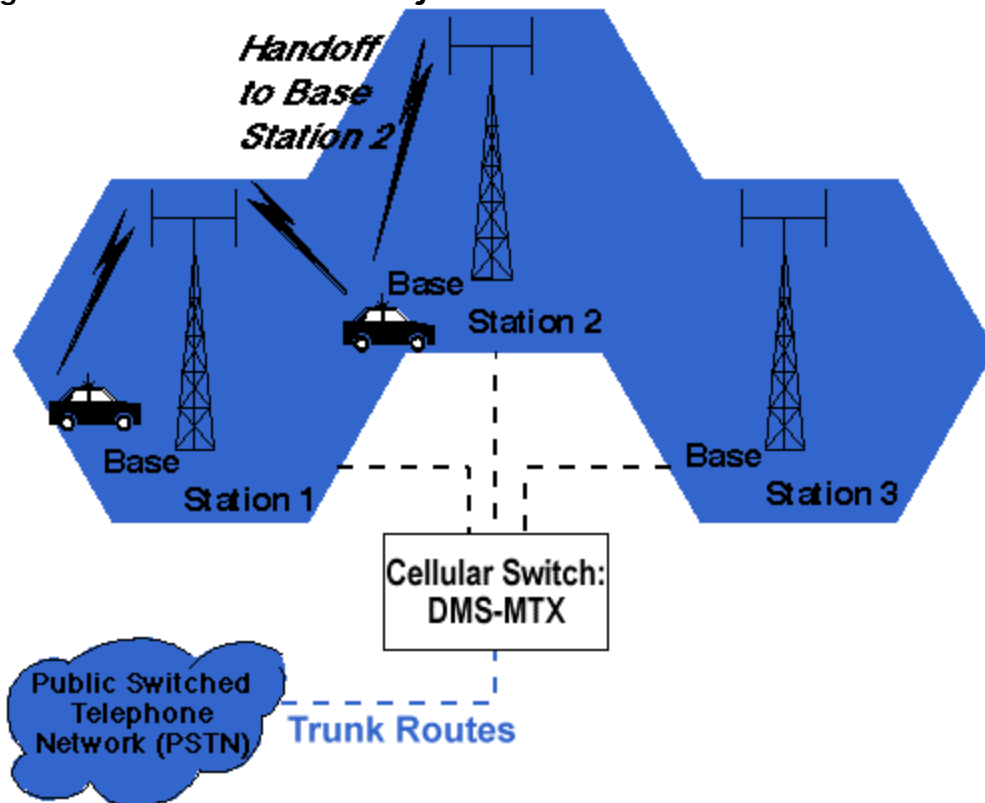 Handoff
to Base
Station 2
Base
Station 2
Base
Station 1
Base
Station 3
Cellular Switch:
DMS-MTX
Public Switched
Telephone
Network (PSTN)
Trunk Routes